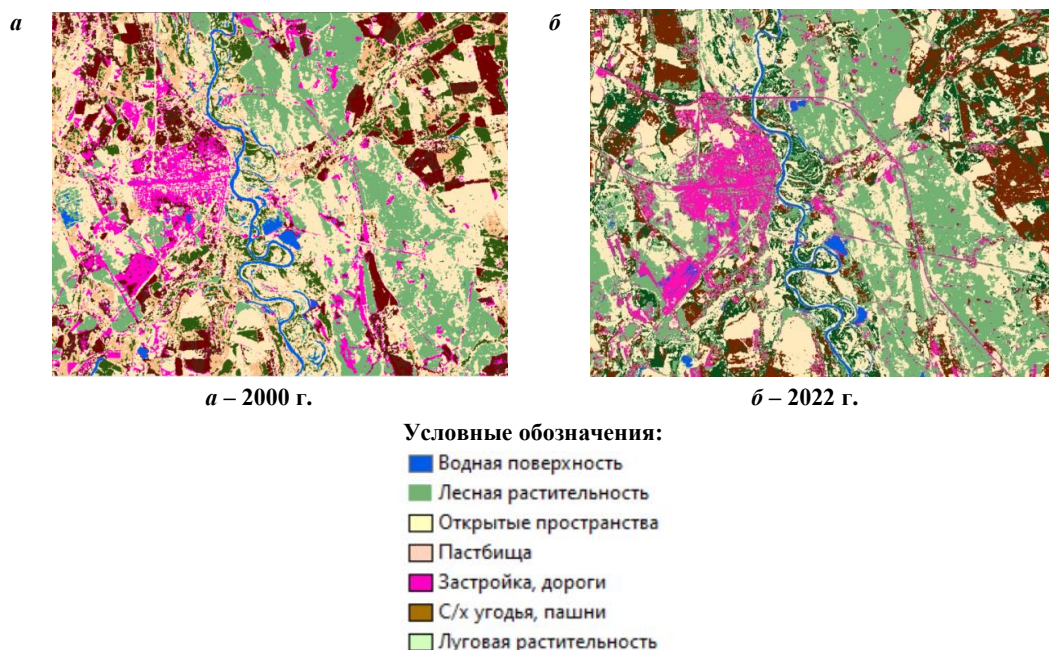 а
б
а – 2000 г.
б – 2022 г.
Условные обозначения:
Водная поверхность
Лесная растительность
Открытые пространства
Пастбища
Застройка, дороги
С/х угодья, пашни
Луговая растительность